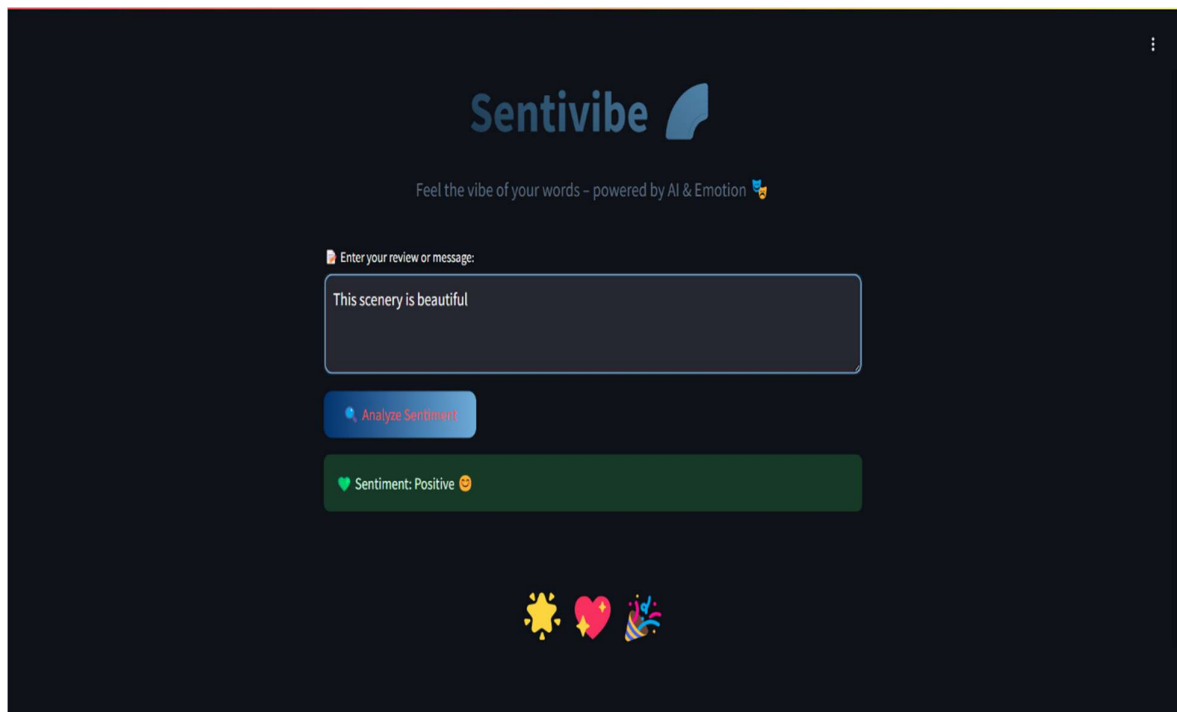 Sentivibe
Feel the vibe of your words – powered by AI & Emotion 🎭
📝 Enter your review or message:
This scenery is beautiful
🔍 Analyze Sentiment
💚 Sentiment: Positive 😊